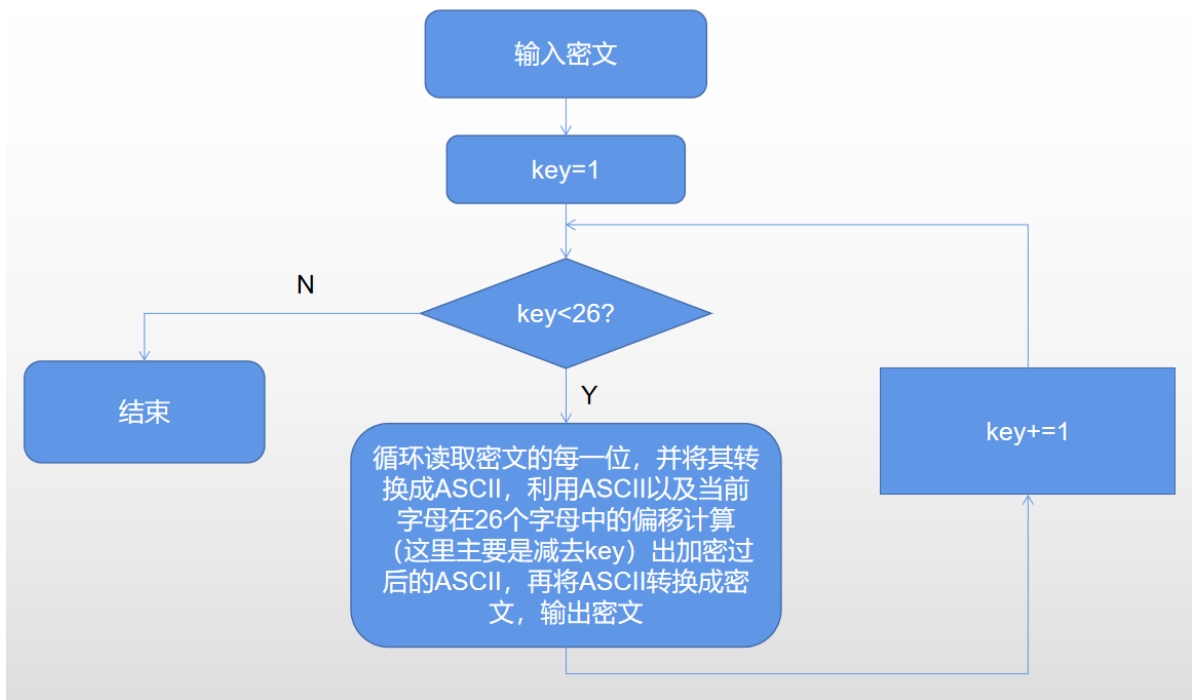 输入密文
key=1
N
key<26?
Y
结束
key+=1
循环读取密文的每一位，并将其转
换成ASCII，利用ASCII以及当前
字母在26个字母中的偏移计算
（这里主要是减去key）出加密过
后的ASCII，再将ASCII转换成密
文，输出密文